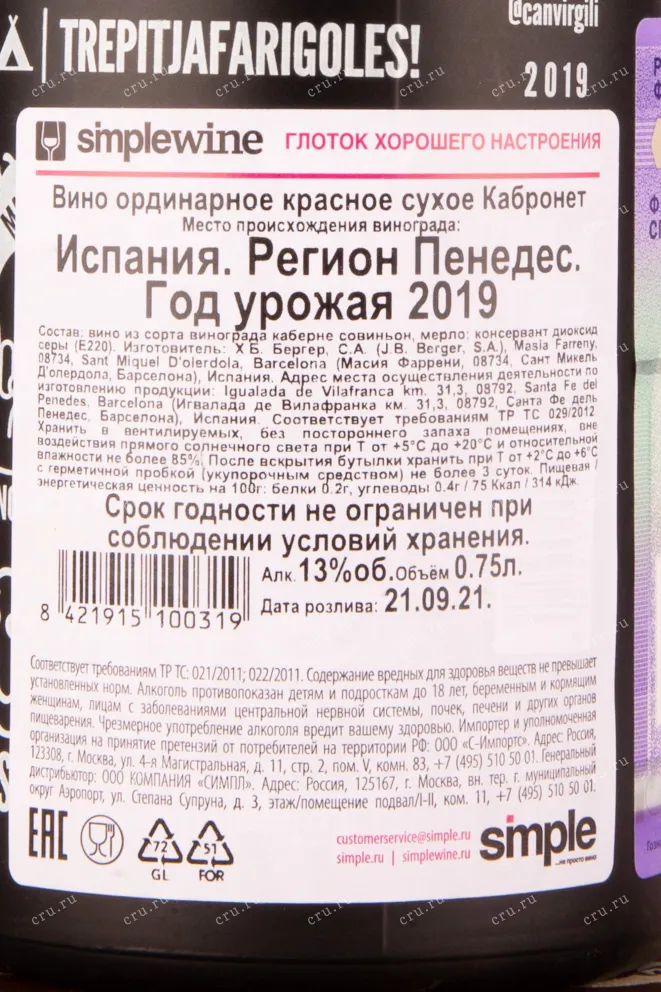 TREPITJAFARIGOLES!
@canvirgili
2019
simplewine ГЛОТОК ХОРОШЕГО НАСТРОЕНИЯ
Вино ординарное красное сухое Кабронет
Место происхождения винограда:
Испания. Регион Пенедес.
Год урожая 2019
Состав: вино из сорта винограда каберне совиньон, мерло; консервант диоксид
серы (Е220). Изготовитель: Х.Б. Бергер, С.А. (J.B. Berger, S.A.), Masia Farreny,
08734, Sant Miquel D'olerdola, Barcelona (Масия Фаррени, 08734, Сант Микель
Д'олердола, Барселона), Испания. Адрес места осуществления деятельности по
изготовлению продукции: Igualada de Vilafranca km. 31,3, 08792, Santa Fe del
Penedes, Barcelona (Игвалада де Вилафранка км. 31,3, 08792, Санта Фе дель
Пенедес, Барселона), Испания. Соответствует требованиям ТР ТС 029/2012
Хранить в вентилируемых, без постороннего запаха помещениях, вне
воздействия прямого солнечного света при Т от +5°С до +20°С и относительной
влажности не более 85%. После вскрытия бутылки хранить при Т от +2°С до +6°С
с герметичной пробкой (укупорочным средством) не более 3 суток. Пищевая /
энергетическая ценность на 100г: белки 0.2г, углеводы 0.4г / 75 Ккал / 314 кДж.
Срок годности не ограничен при
соблюдении условий хранения.
Алк. 13%об. Объём 0.75л.
Дата розлива: 21.09.21.
8 421915 100319
Соответствует требованиям ТР ТС: 021/2011; 022/2011. Содержание вредных для здоровья веществ не превышает
установленных норм. Алкоголь противопоказан детям и подросткам до 18 лет, беременным и кормящим
женщинам, лицам с заболеваниями центральной нервной системы, почек, печени и других органов
пищеварения. Чрезмерное употребление алкоголя вредит вашему здоровью. Импортер и уполномоченная
организация на принятие претензий от потребителей на территории РФ: ООО «С-Импортс». Адрес: Россия,
123308, г. Москва, ул. 4-я Магистральная, д. 11, стр. 2, пом. V, комн. 83, +7 (495) 510 50 01. Генеральный
дистрибьютор: ООО КОМПАНИЯ «СИМПЛ». Адрес: Россия, 125167, г. Москва, вн. тер. г. муниципальный
округ Аэропорт, ул. Степана Супруна, д. 3, этаж/помещение подвал/I-II, ком. 11, +7 (495) 510 50 01.
EAC
72
GL
51
FOR
customerservice@simple.ru
simple.ru | simplewine.ru
simple
...не просто вино
cru.ru